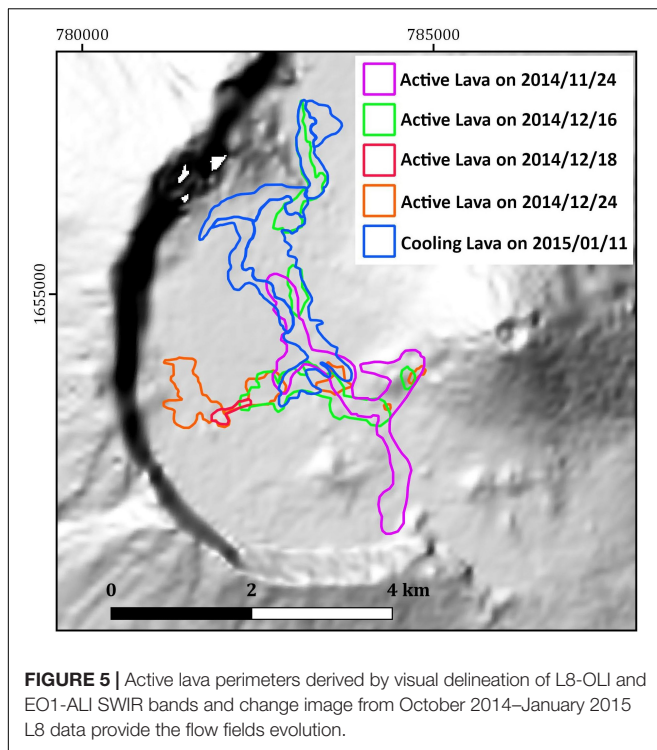 780000 785000
Active Lava on 2014/11/24
Active Lava on 2014/12/16
Active Lava on 2014/12/18
Active Lava on 2014/12/24
Cooling Lava on 2015/01/11
1655000
0 2 4 km
FIGURE 5 | Active lava perimeters derived by visual delineation of L8-OLI and
EO1-ALI SWIR bands and change image from October 2014–January 2015
L8 data provide the flow fields evolution.